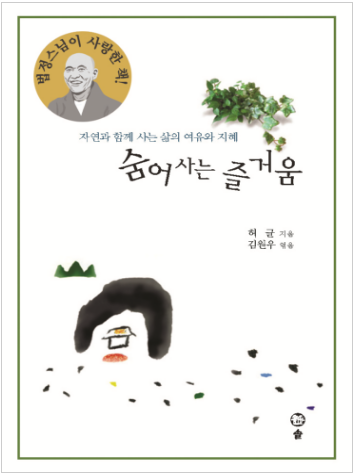 법정스님이 사랑한 책!
자연과 함께 사는 삶의 여유와 지혜
숨어사는 즐거움
허 균 지음
김원우 엮음
솔